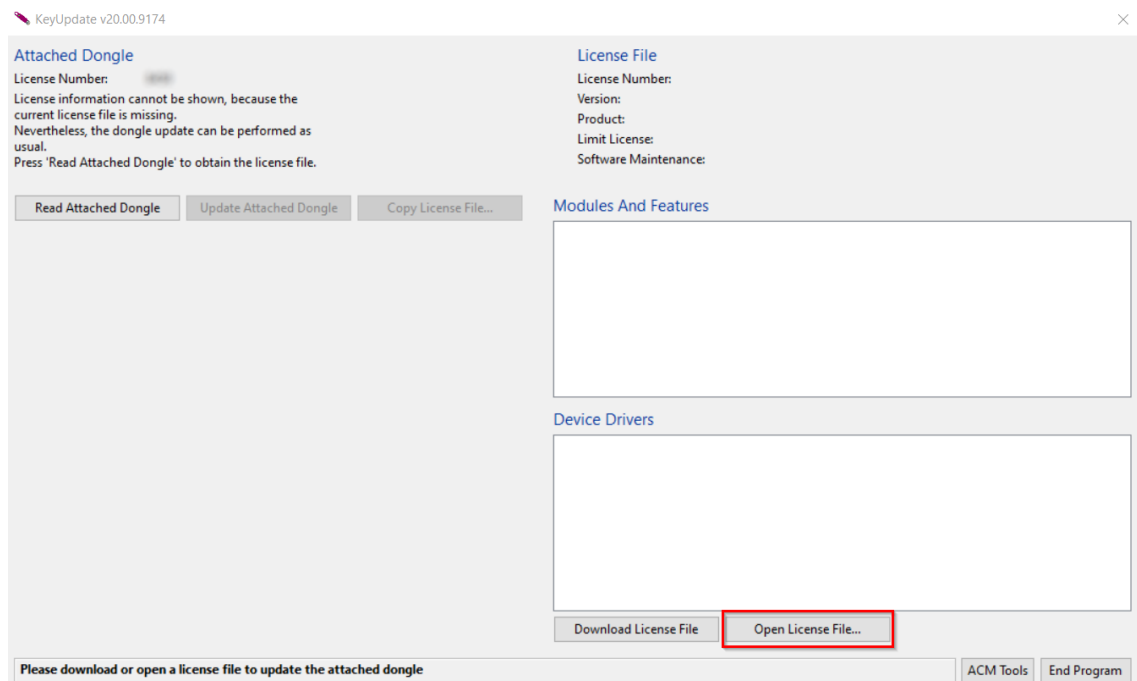 KeyUpdate v20.00.9174
Attached Dongle
License Number:
License information cannot be shown, because the
current license file is missing.
Nevertheless, the dongle update can be performed as
usual.
Press 'Read Attached Dongle' to obtain the license file.
Read Attached Dongle
Update Attached Dongle
Copy License File...
License File
License Number:
Version:
Product:
Limit License:
Software Maintenance:
Modules And Features
Device Drivers
Download License File
Open License File...
Please download or open a license file to update the attached dongle
ACM Tools
End Program